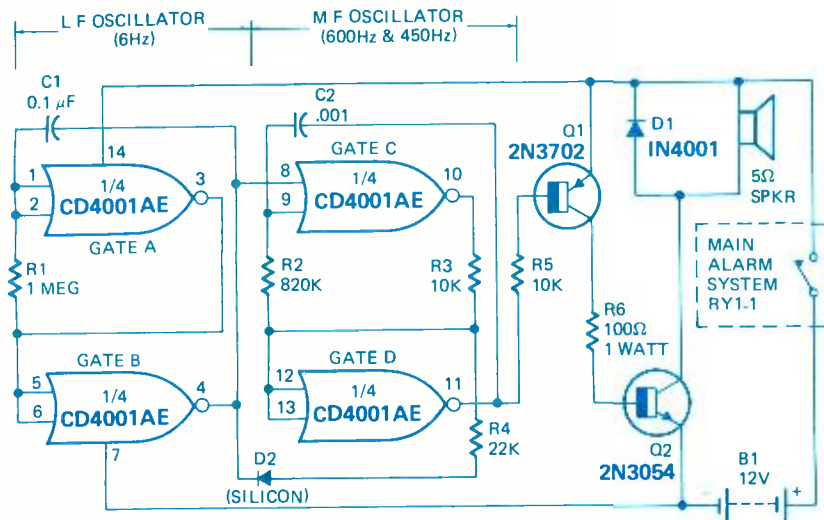 L F OSCILLATOR
(6Hz)
M F OSCILLATOR
(600Hz & 450Hz)
C1
0.1 µF
C2
.001
14
1
2
3
1/4
CD4001AE
GATE A
GATE C
8
9
10
1/4
CD4001AE
Q1
2N3702
D1
IN4001
5Ω
SPKR
R1
1 MEG
R2
820K
R3
10K
R5
10K
MAIN
ALARM
SYSTEM
RY1-1
R6
100Ω
1 WATT
GATE B
5
6
4
1/4
CD4001AE
7
GATE D
12
13
11
1/4
CD4001AE
R4
22K
D2
(SILICON)
Q2
2N3054
B1
12V
-
+